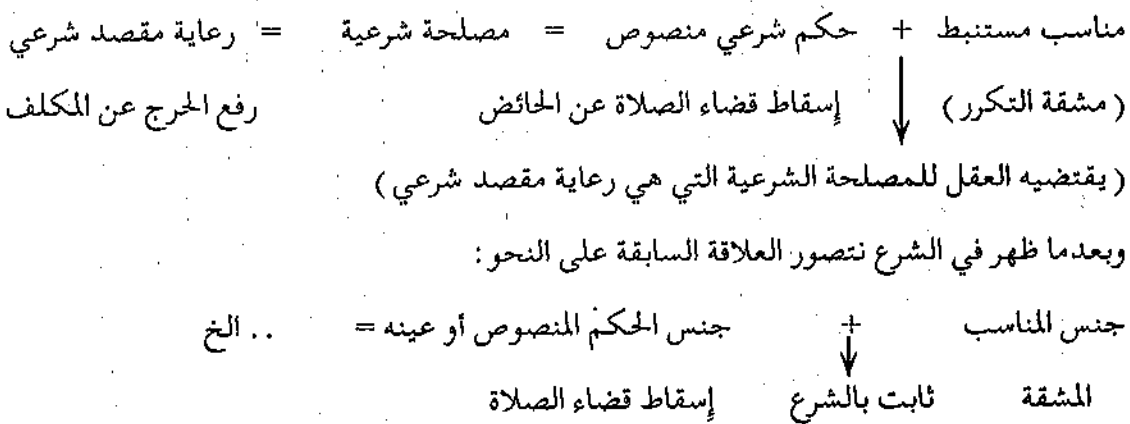 مناسب مستنبط + حكم شرعي منصوص = مصلحة شرعية = رعاية مقصد شرعي
( مشقة التكرر ) إسقاط قضاء الصلاة عن الحائض رفع الحرج عن المكلف
( يقتضيه العقل للمصلحة الشرعية التي هي رعاية مقصد شرعي )
وبعدما ظهر في الشرع نتصور العلاقة السابقة على النحو :
جنس المناسب + جنس الحكم المنصوص أو عينه = .. الخ
المشقة ثابت بالشرع إسقاط قضاء الصلاة